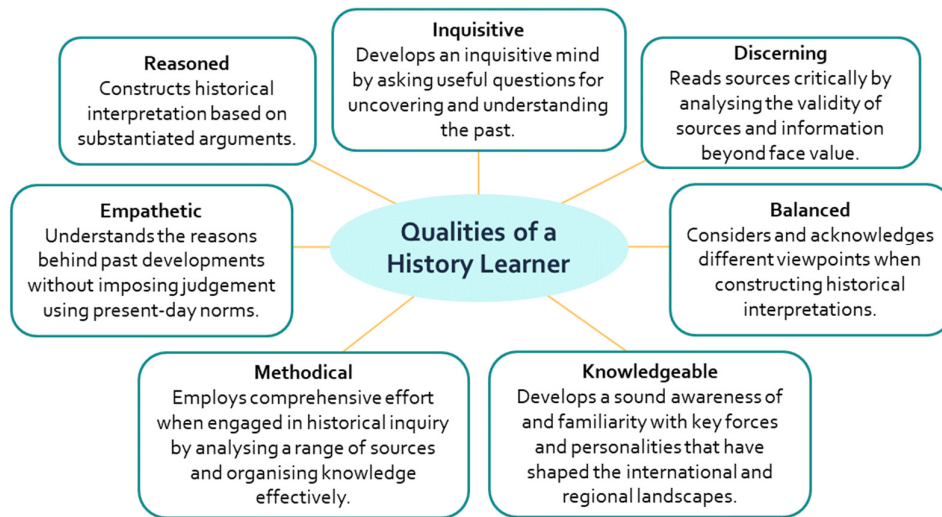 Inquisitive
Develops an inquisitive mind
by asking useful questions for
uncovering and understanding
the past.
Reasoned
Constructs historical
interpretation based on
substantiated arguments.
Discerning
Reads sources critically by
analysing the validity of
sources and information
beyond face value.
Empathetic
Understands the reasons
behind past developments
without imposing judgement
using present-day norms.
Qualities of a
History Learner
Balanced
Considers and acknowledges
different viewpoints when
constructing historical
interpretations.
Methodical
Employs comprehensive effort
when engaged in historical inquiry
by analysing a range of sources
and organising knowledge
effectively.
Knowledgeable
Develops a sound awareness of
and familiarity with key forces
and personalities that have
shaped the international and
regional landscapes.